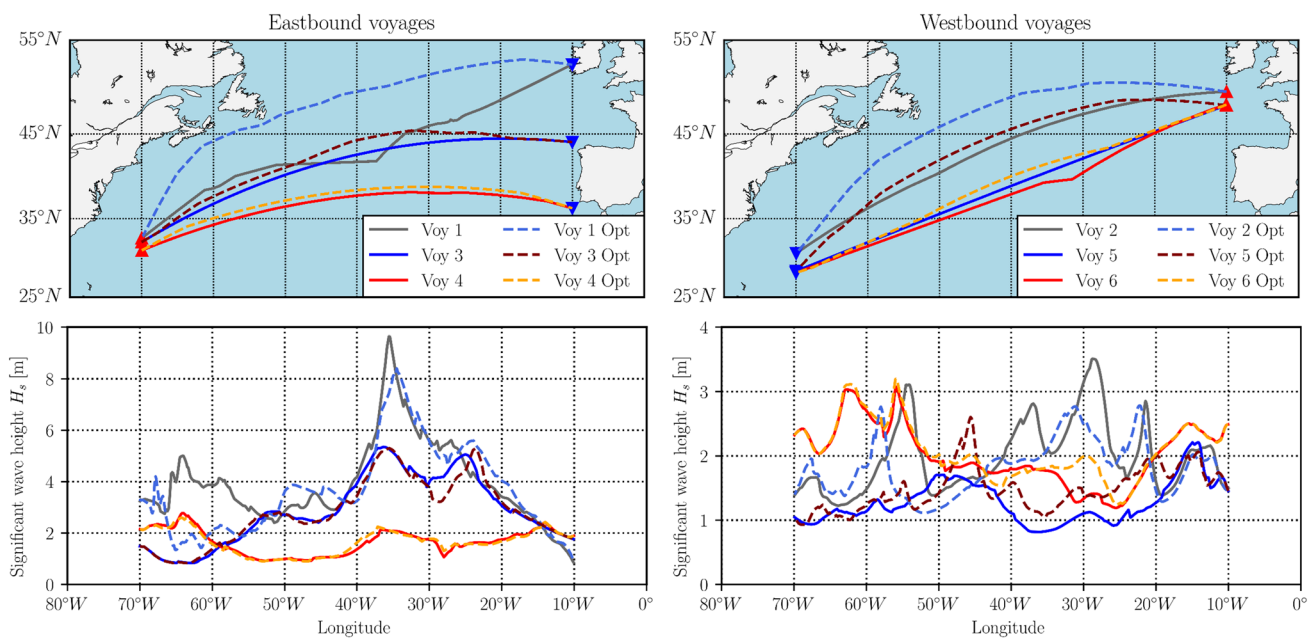 Eastbound voyages
55°N
45°N
35°N
25°N
Voy 1
Voy 3
Voy 4
Voy 1 Opt
Voy 3 Opt
Voy 4 Opt
Westbound voyages
55°N
45°N
35°N
25°N
Voy 2
Voy 5
Voy 6
Voy 2 Opt
Voy 5 Opt
Voy 6 Opt
Significant wave height Hs [m]
10
8
6
4
2
0
80°W 70°W 60°W 50°W 40°W 30°W 20°W 10°W 0°
Longitude
Significant wave height Hs [m]
4
3
2
1
0
80°W 70°W 60°W 50°W 40°W 30°W 20°W 10°W 0°
Longitude